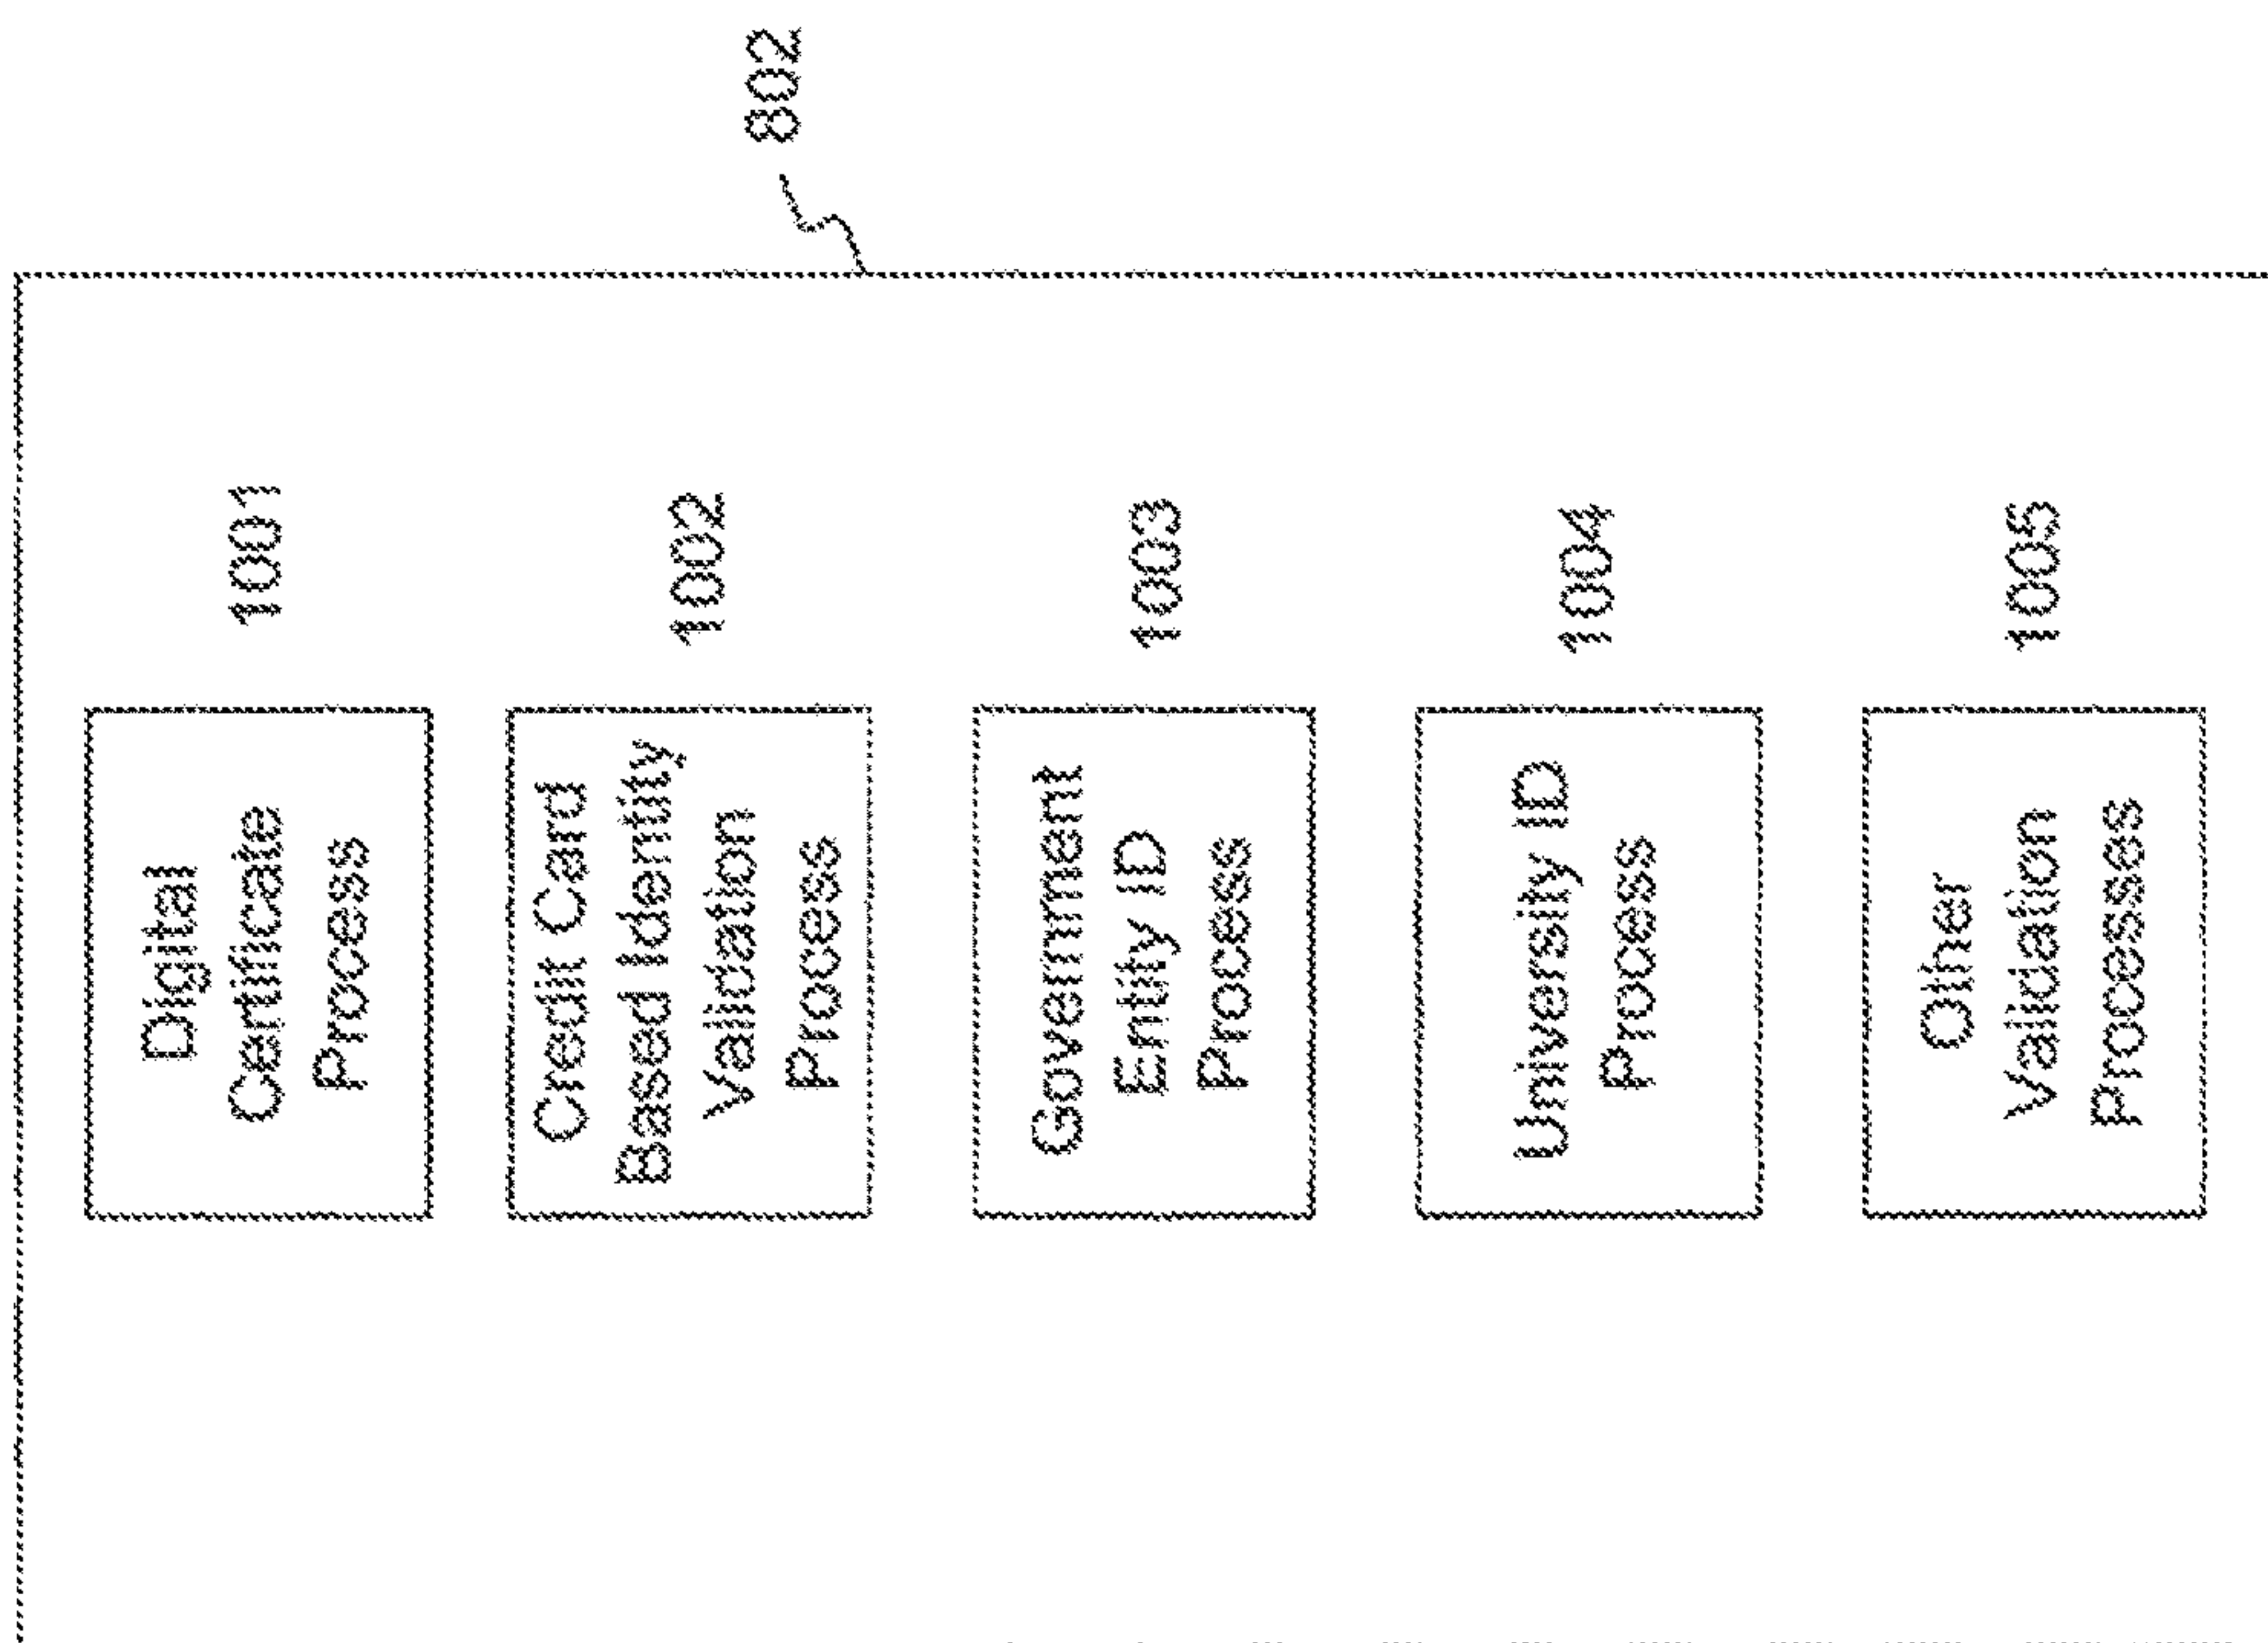 802
Digital
Certificate
Process
1001
Credit Card
Based Identity
Validation
Process
1002
Government
Entity ID
Process
1003
University ID
Process
1004
Other
Validation
Processes
1005